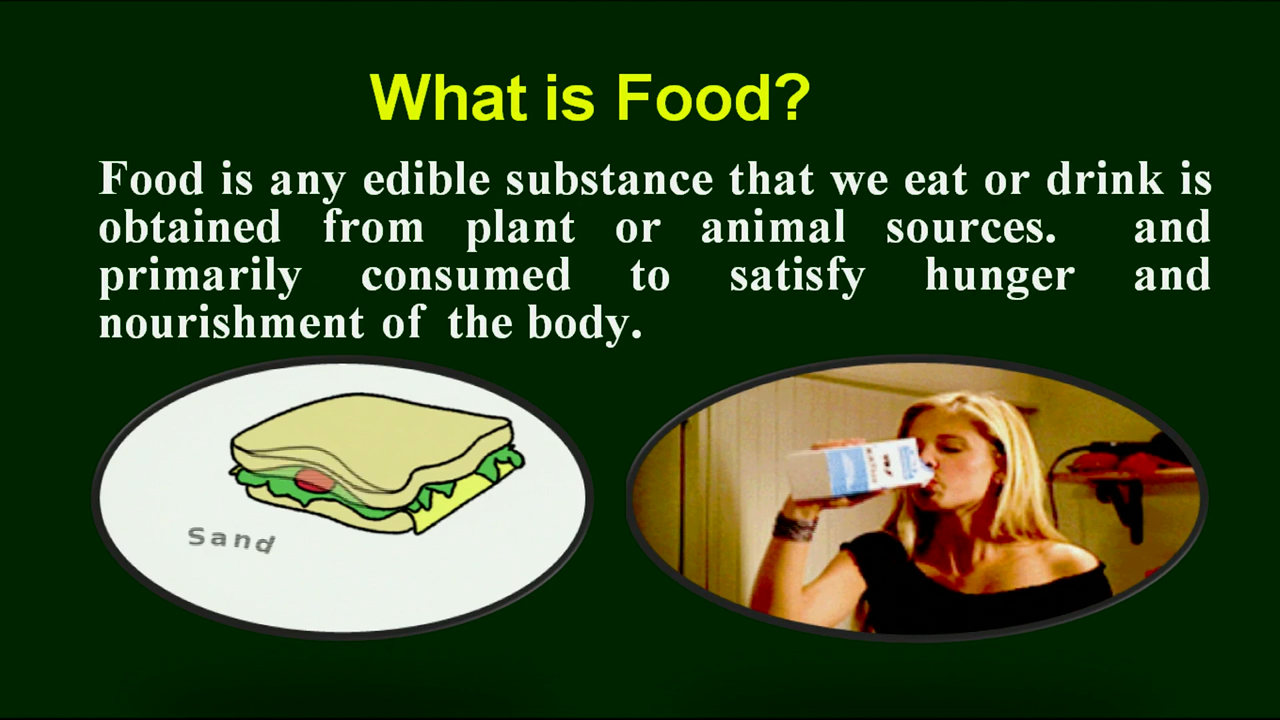 What is Food?
Food is any edible substance that we eat or drink is
obtained from plant or animal sources. and
primarily consumed to satisfy hunger and
nourishment of the body.
Sand